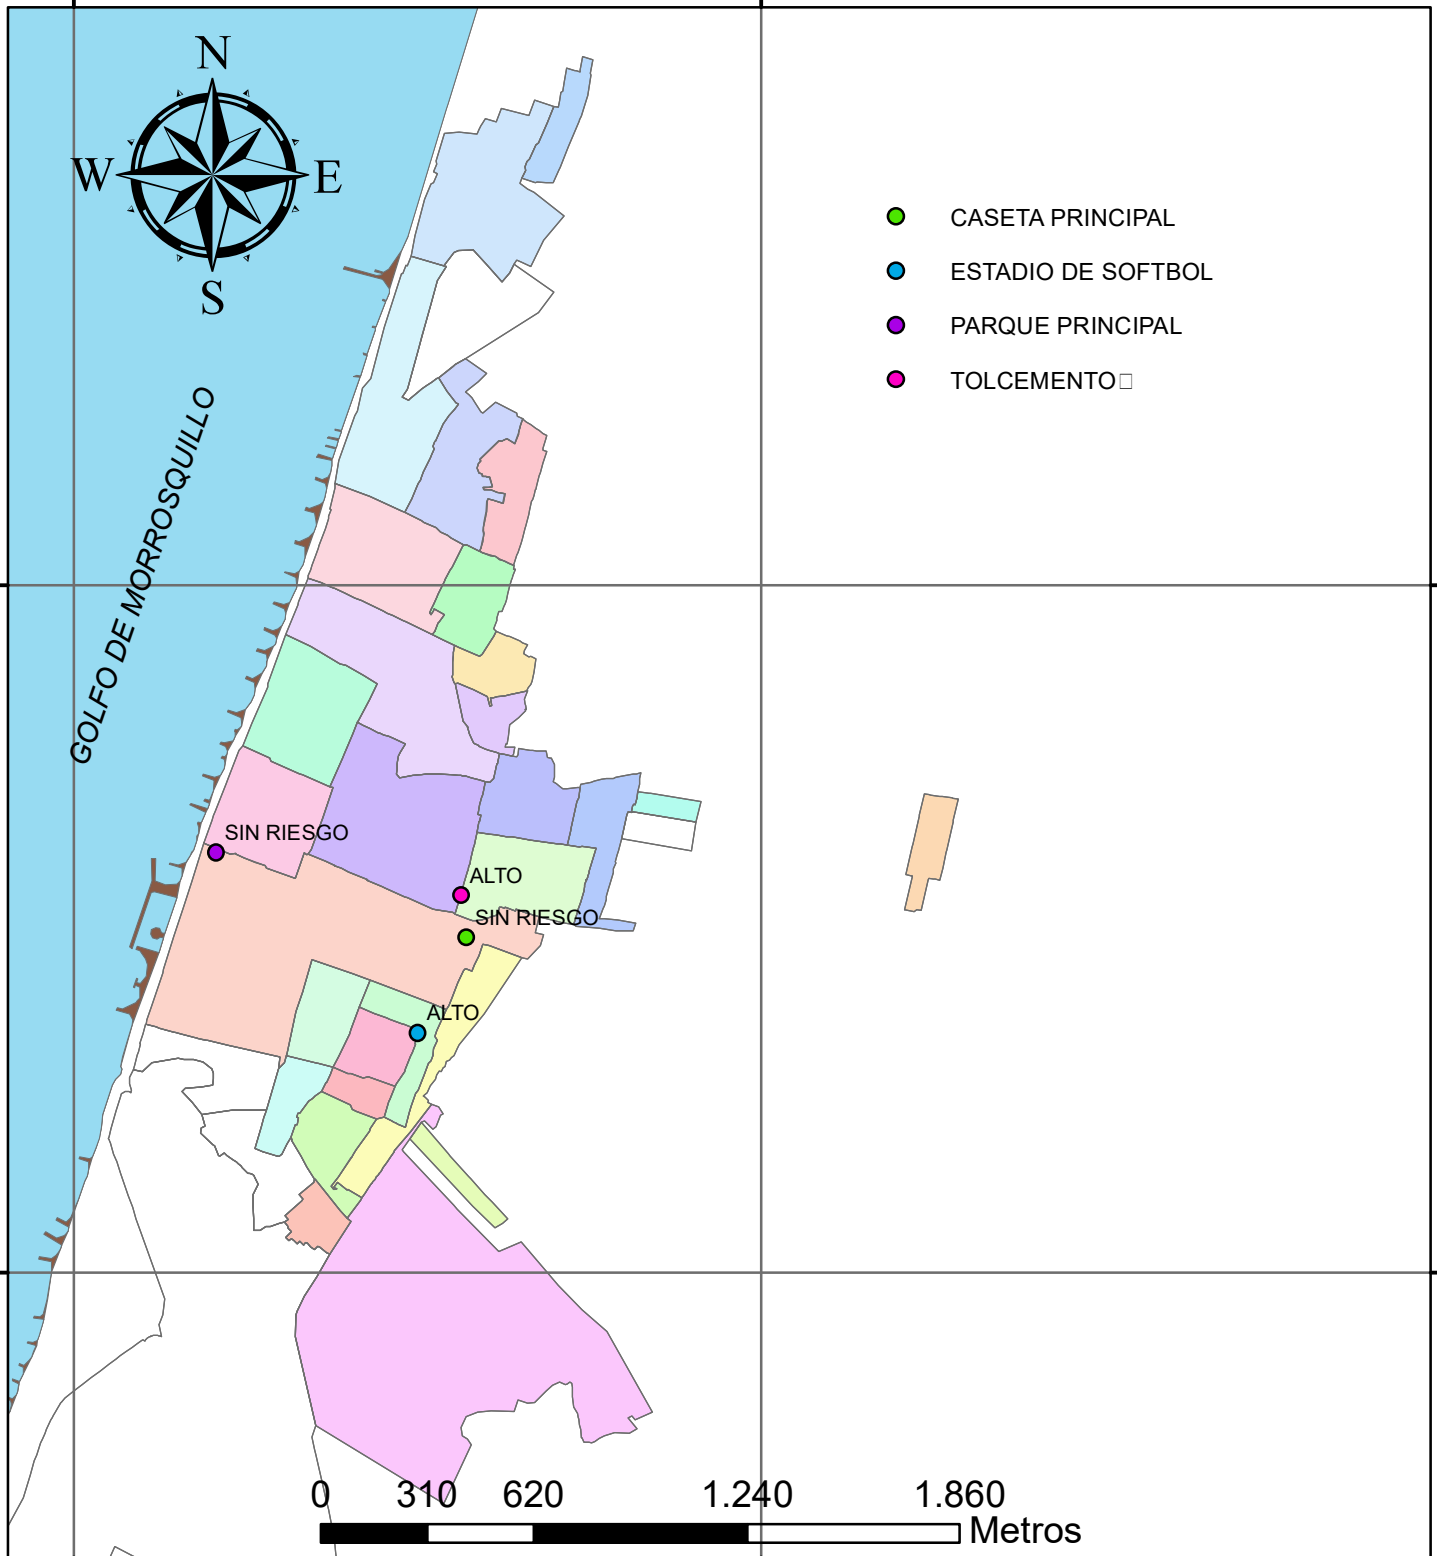 N
W
E
S
CASETA PRINCIPAL
ESTADIO DE SOFTBOL
PARQUE PRINCIPAL
TOLCEMENTO
GOLFO DE MORROSQUILLO
SIN RIESGO
ALTO
SIN RIESGO
ALTO
0 310 620 1.240 1.860
Metros